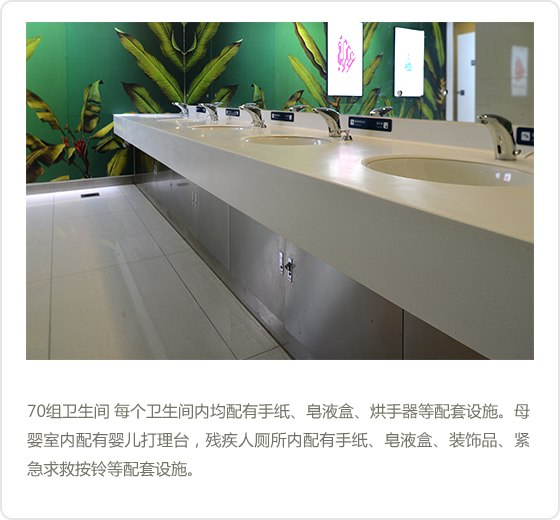 70组卫生间 每个卫生间内均配有手纸、皂液盒、烘手器等配套设施。母
婴室内配有婴儿打理台，残疾人厕所内配有手纸、皂液盒、装饰品、紧
急求救按铃等配套设施。